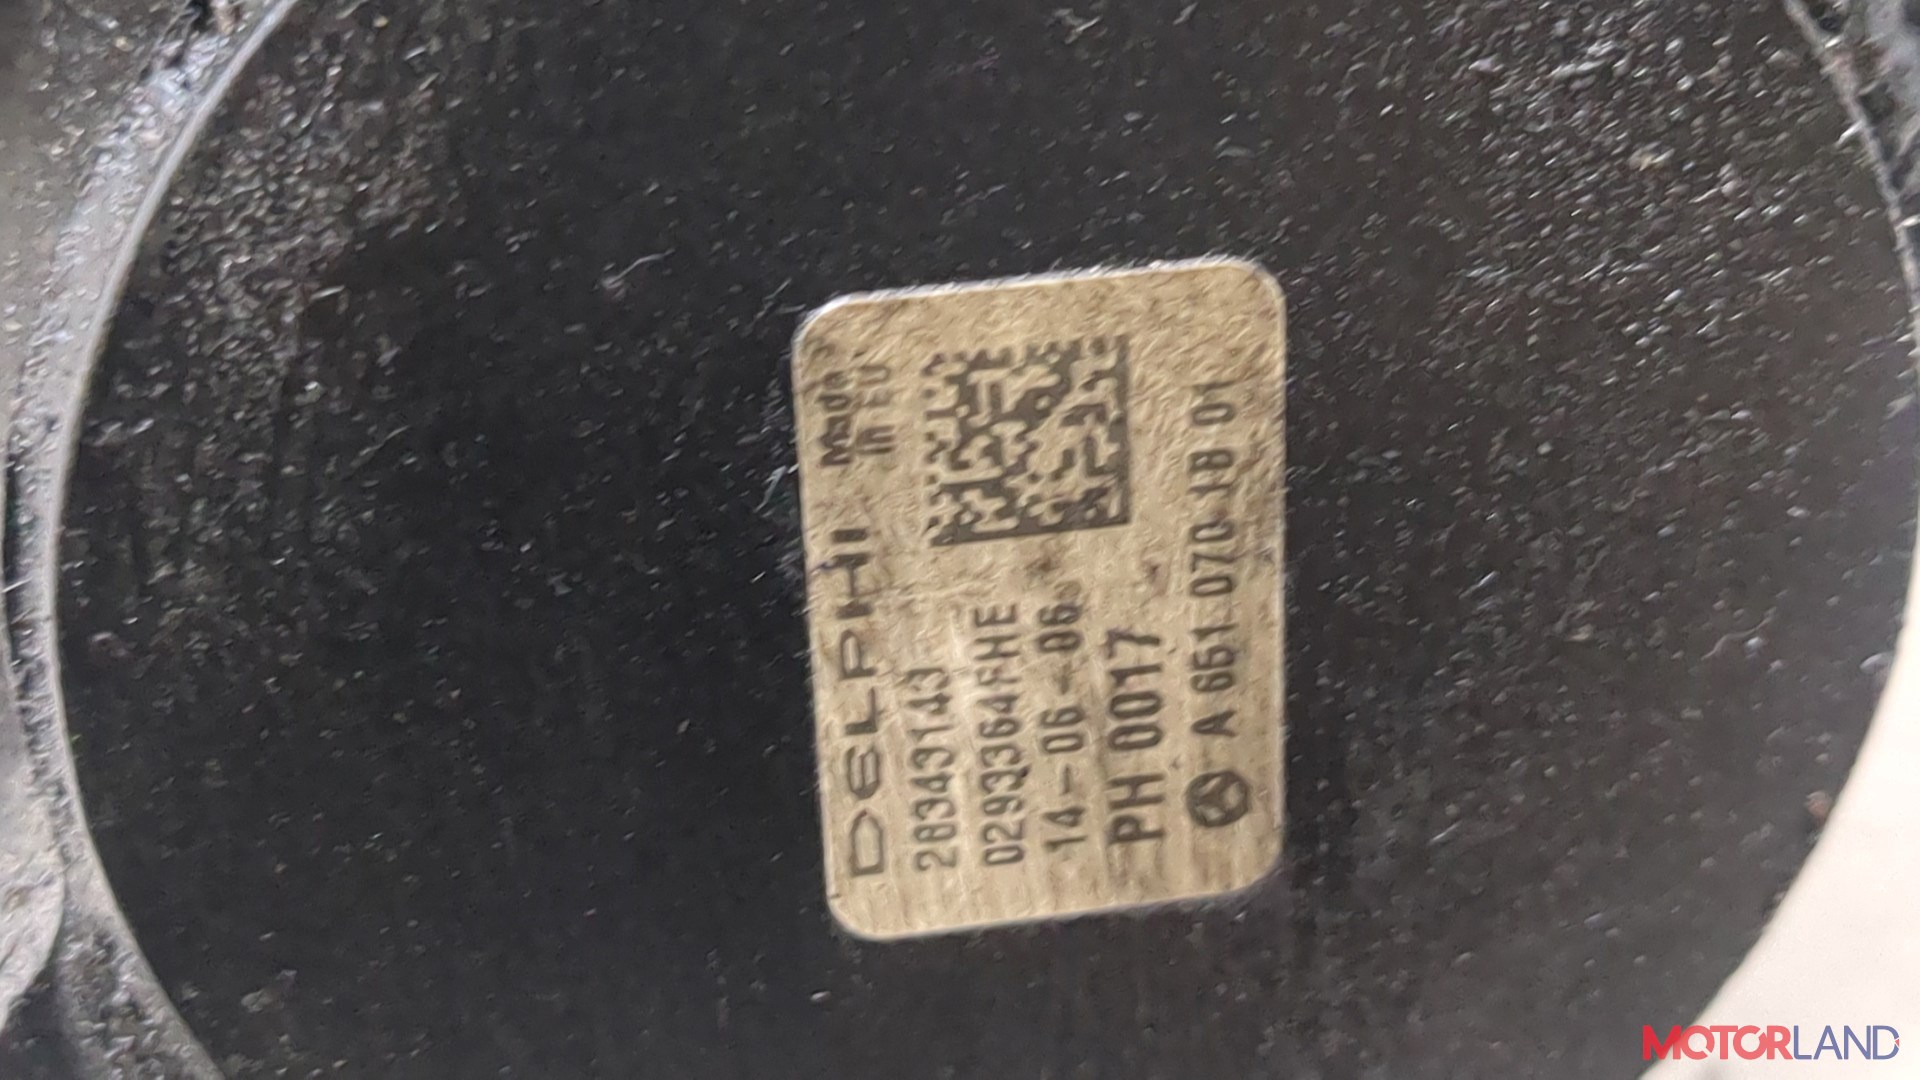 DELPHI
Made
in EU
28343143
0293364FHE
14-06-06
PH 0017
A 651 070 18 01
MOTORLAND